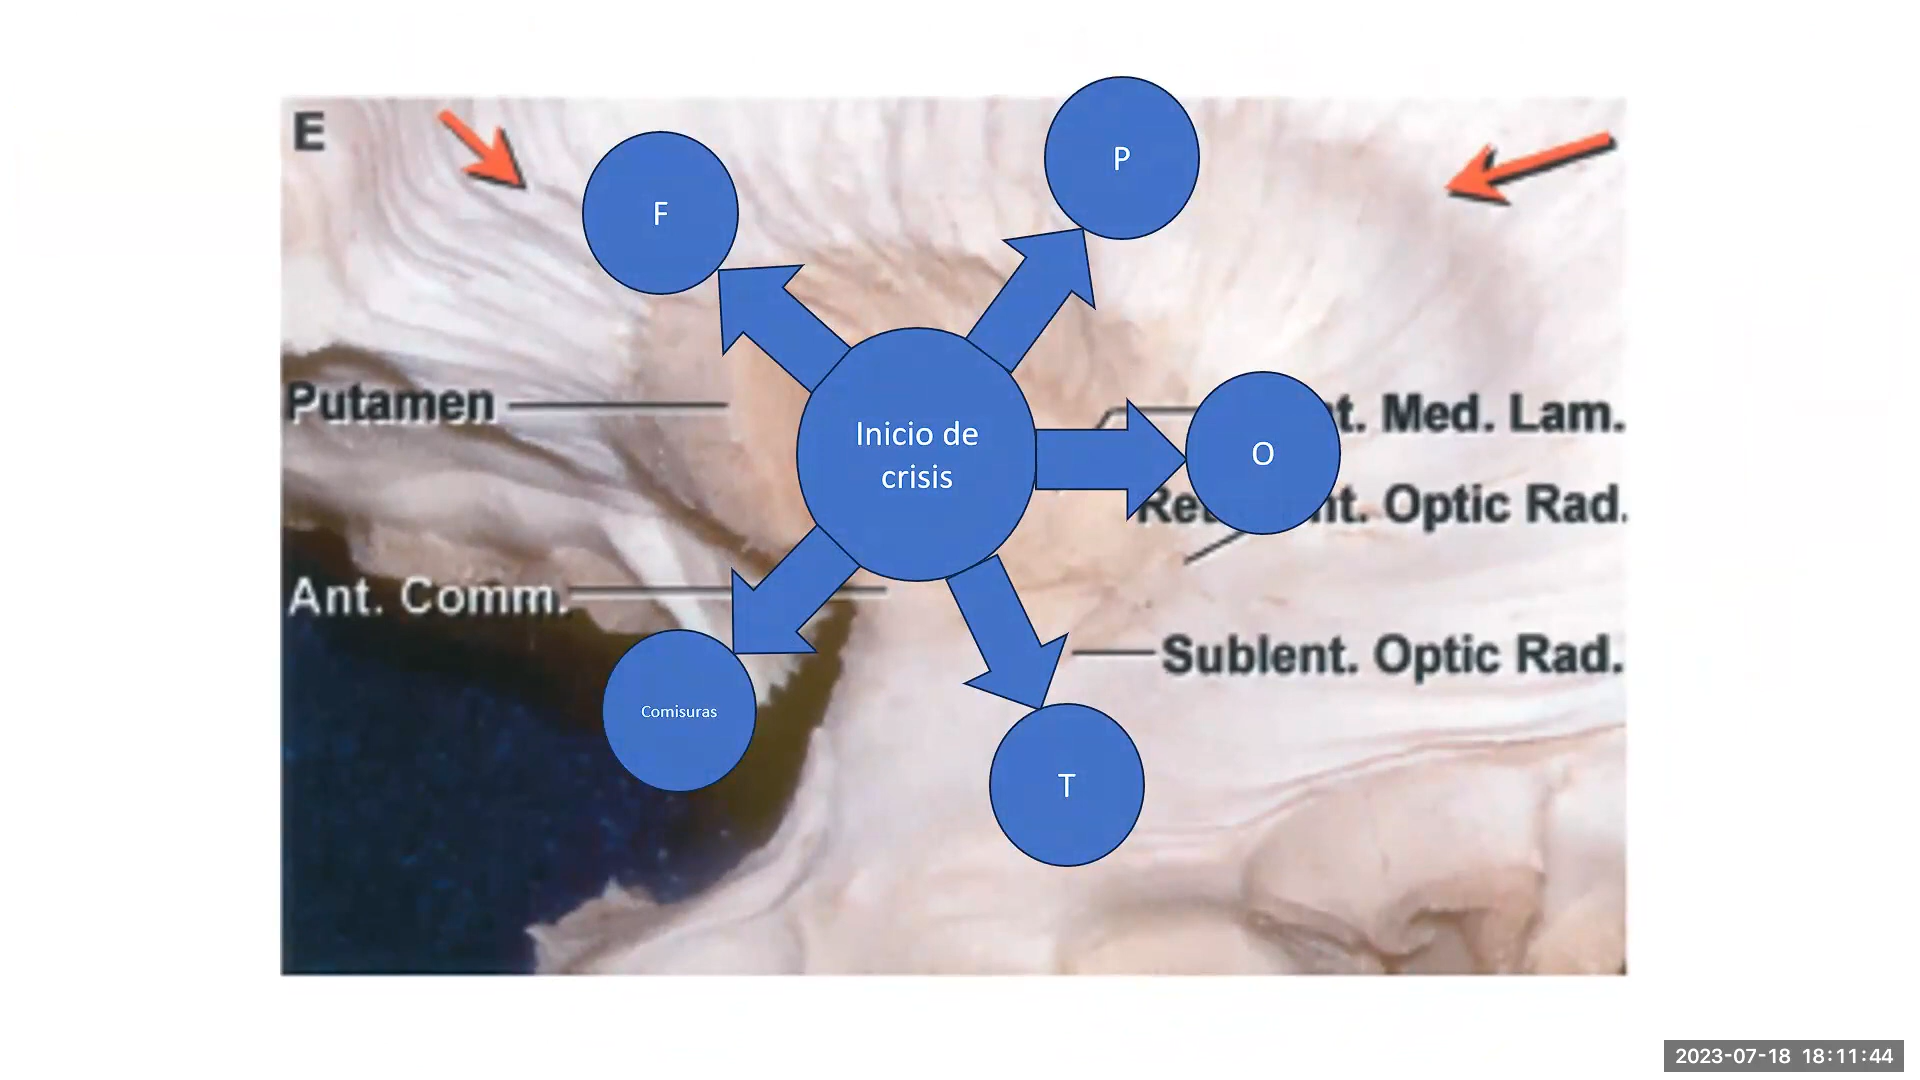 E
F
P
Putamen
Inicio de
crisis
t. Med. Lam.
O
nt. Optic Rad.
Ant. Comm.
Sublent. Optic Rad.
Comisuras
T
2023-07-18 18:11:44